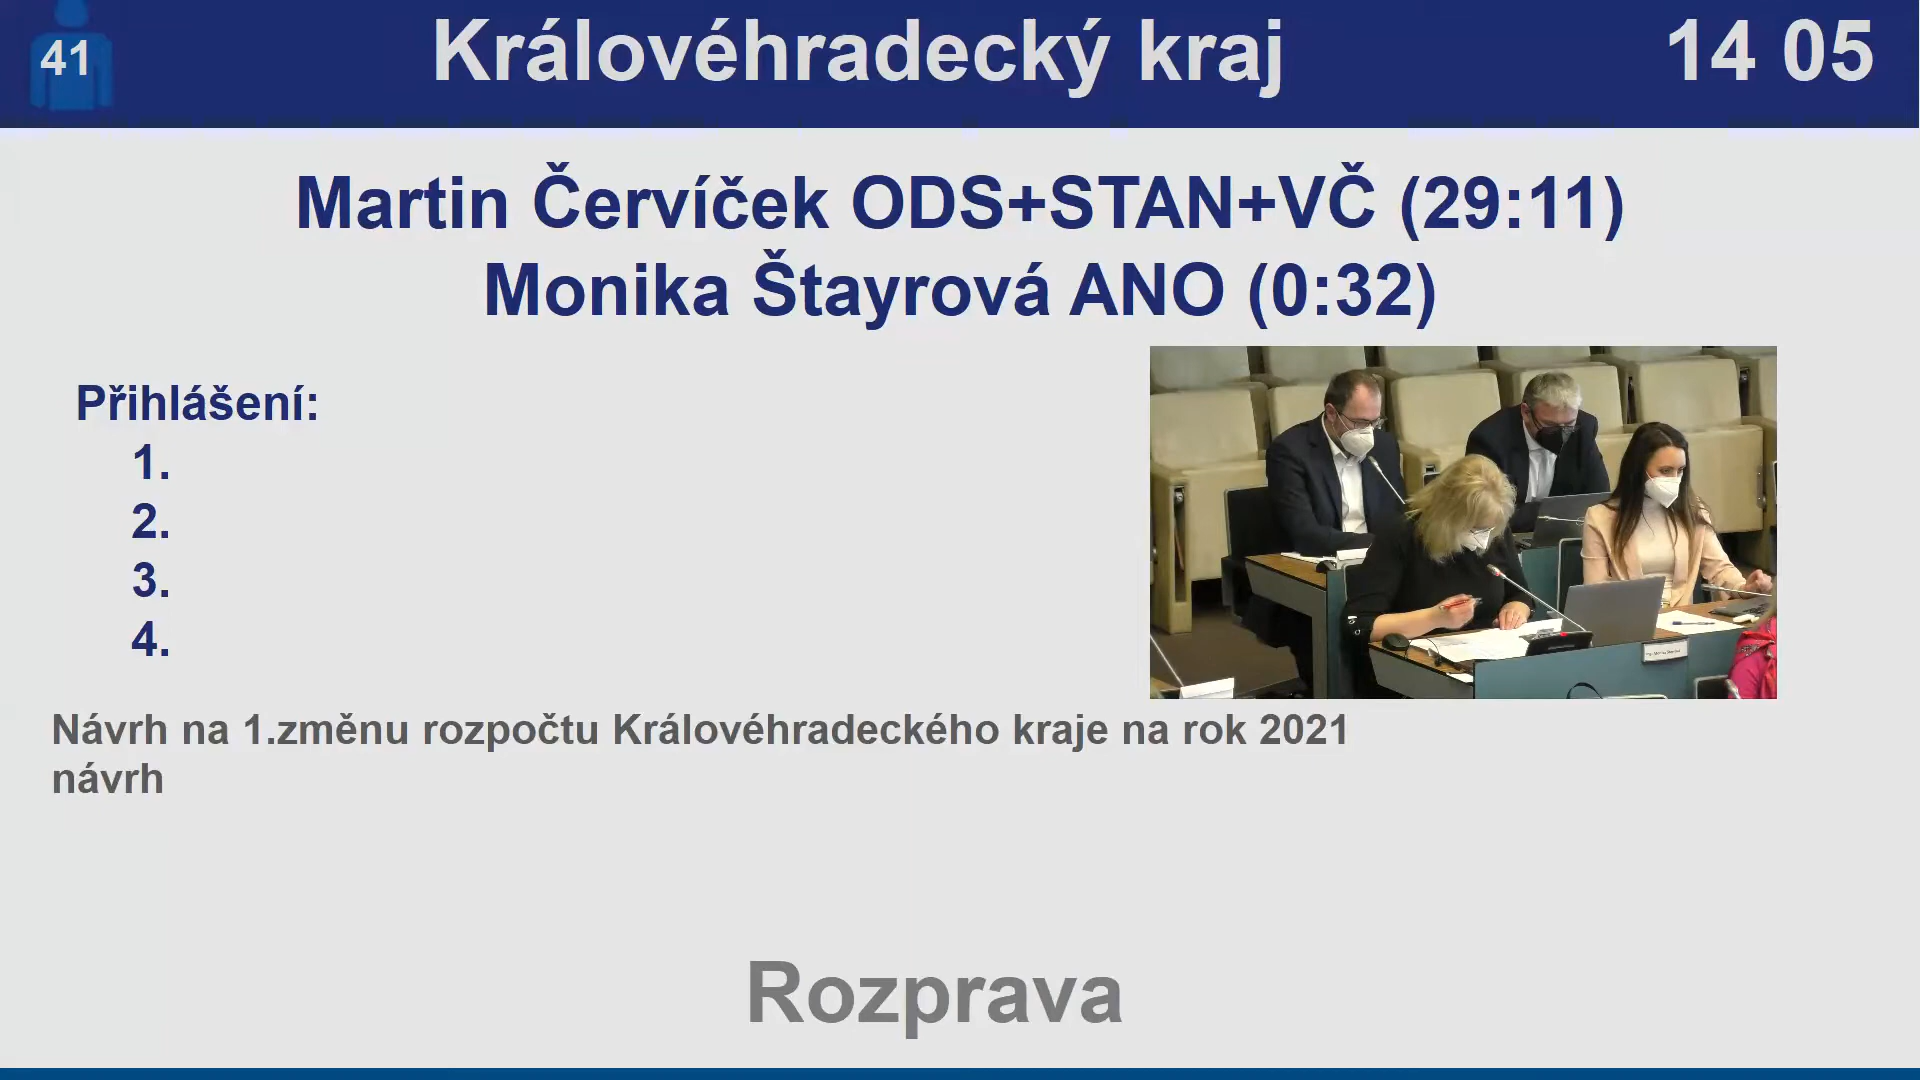 41
Královéhradecký kraj
14 05
Martin Červíček ODS+STAN+VČ (29:11)
Monika Štayrová ANO (0:32)
Přihlášení:
1.
2.
3.
4.
Návrh na 1.změnu rozpočtu Královéhradeckého kraje na rok 2021
návrh
Rozprava